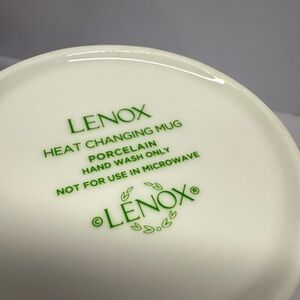 LENOX
HEAT CHANGING MUG
PORCELAIN
HAND WASH ONLY
NOT FOR USE IN MICROWAVE
©LENOX®